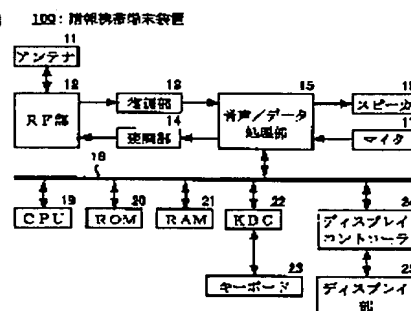 100: 情報携帯端末装置
11
アンテナ
12
RF部
13
復調部
14
変調部
15
音声/データ
処理部
スピーカ
マイク
18
19
CPU
20
ROM
21
RAM
22
KDC
24
ディスプレイ
コントローラ
23
キーボード
ディスプレイ
部